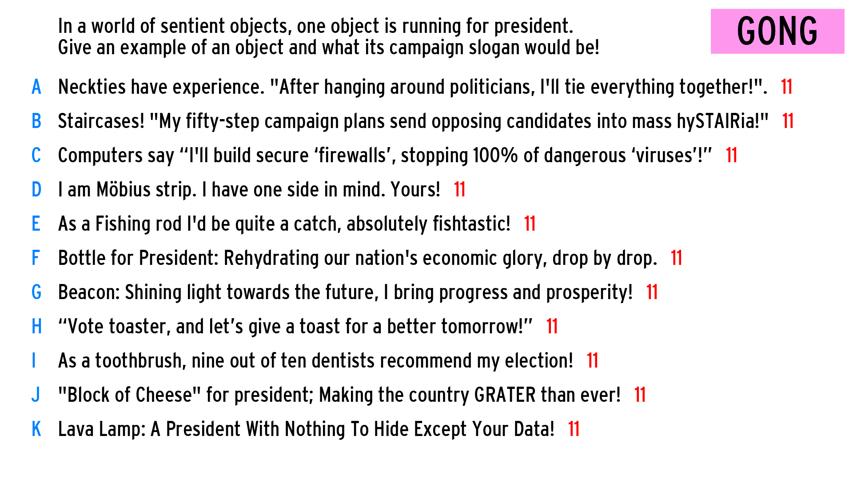 In a world of sentient objects, one object is running for president.
Give an example of an object and what its campaign slogan would be!
GONG
A Neckties have experience. "After hanging around politicians, I'll tie everything together!". 11
B Staircases! "My fifty-step campaign plans send opposing candidates into mass hySTAIRia!" 11
C Computers say “I'll build secure ‘firewalls’, stopping 100% of dangerous ‘viruses’!” 11
D I am Möbius strip. I have one side in mind. Yours! 11
E As a Fishing rod I'd be quite a catch, absolutely fishtastic! 11
F Bottle for President: Rehydrating our nation's economic glory, drop by drop. 11
G Beacon: Shining light towards the future, I bring progress and prosperity! 11
H “Vote toaster, and let’s give a toast for a better tomorrow!” 11
I As a toothbrush, nine out of ten dentists recommend my election! 11
J "Block of Cheese" for president; Making the country GRATER than ever! 11
K Lava Lamp: A President With Nothing To Hide Except Your Data! 11